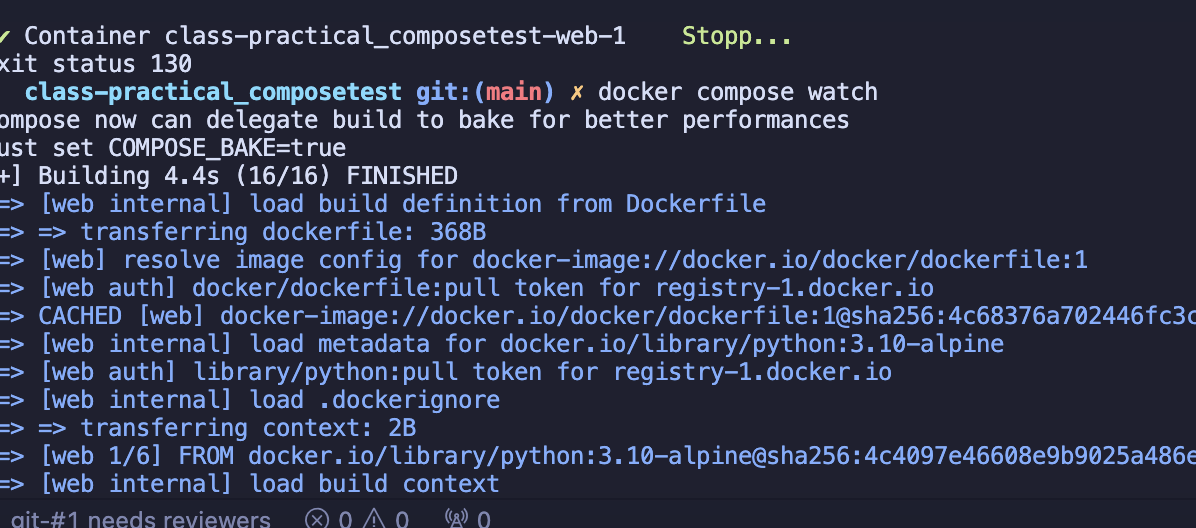 ✔ Container class-practical_composetest-web-1    Stopp...
xit status 130
class-practical_composetest git:(main) ✗ docker compose watch
ompose now can delegate build to bake for better performances
ust set COMPOSE_BAKE=true
+] Building 4.4s (16/16) FINISHED
=> [web internal] load build definition from Dockerfile
=> => transferring dockerfile: 368B
=> [web] resolve image config for docker-image://docker.io/docker/dockerfile:1
=> [web auth] docker/dockerfile:pull token for registry-1.docker.io
=> CACHED [web] docker-image://docker.io/docker/dockerfile:1@sha256:4c68376a702446fc3c
=> [web internal] load metadata for docker.io/library/python:3.10-alpine
=> [web auth] library/python:pull token for registry-1.docker.io
=> [web internal] load .dockerignore
=> => transferring context: 2B
=> [web 1/6] FROM docker.io/library/python:3.10-alpine@sha256:4c4097e46608e9b9025a486e
=> [web internal] load build context
git-#1 needs reviewers 0 0 0